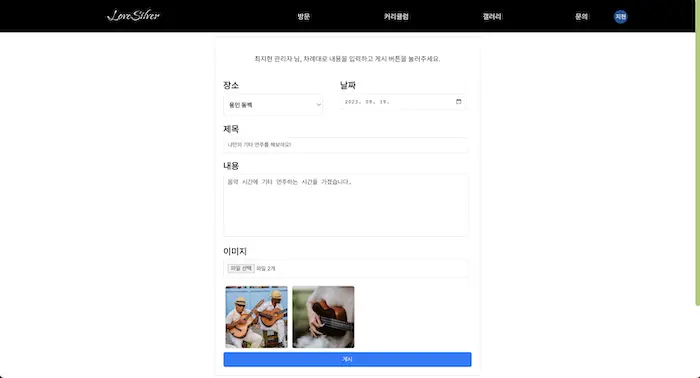 LoveSilver 방문 커리큘럼 갤러리 문의 지현
최지현 관리자 님, 차례대로 내용을 입력하고 게시 버튼을 눌러주세요.
장소 날짜
용인 동백 2023. 09. 19.
제목
나만의 기타 연주를 해보아요!
내용
음악 시간에 기타 연주하는 시간을 가졌습니다.
이미지
파일 선택 파일 2개
게시